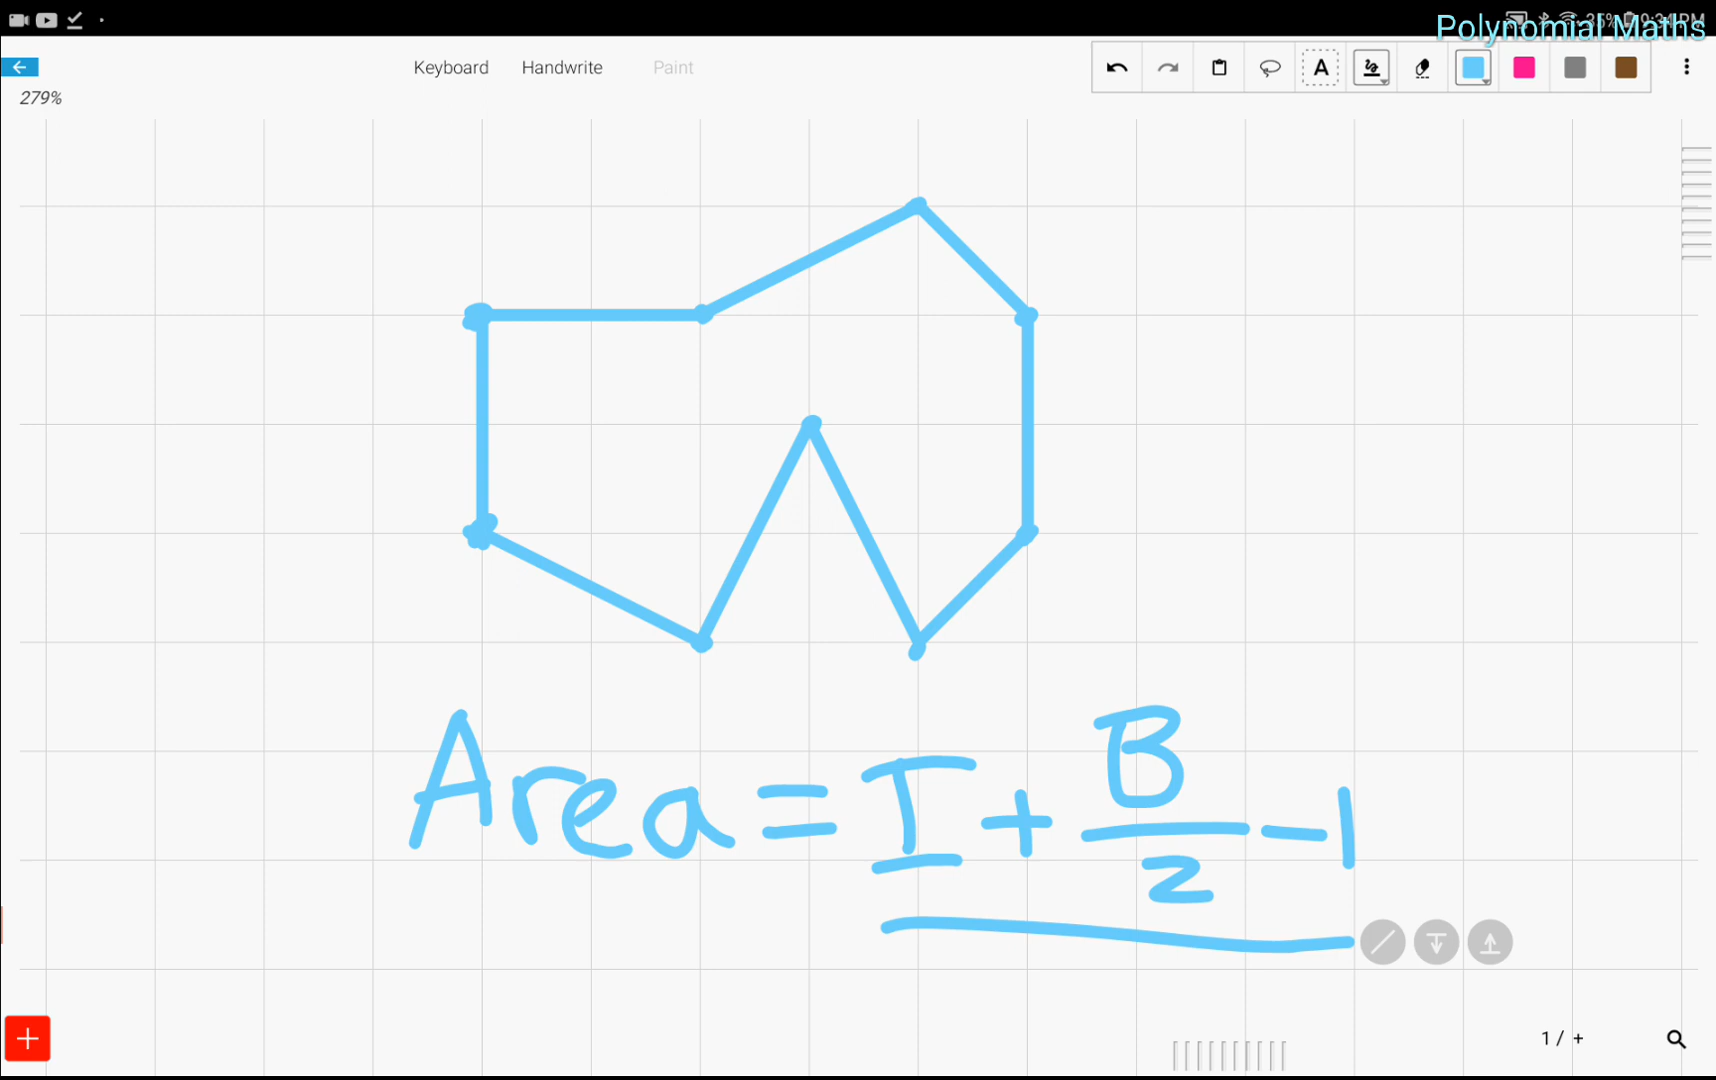 Polynomial Maths
Keyboard Handwrite Paint
A
279%
Area = I + B/2 - 1
1 / +